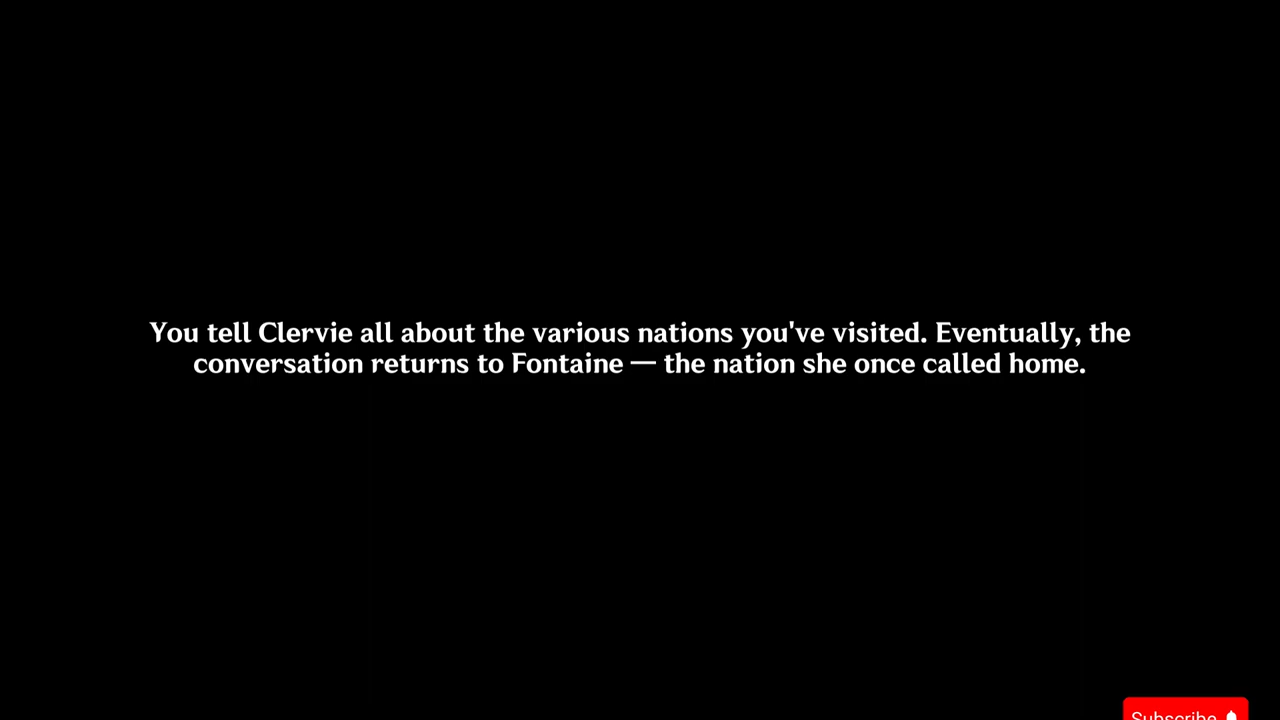 You tell Clervie all about the various nations you've visited. Eventually, the
conversation returns to Fontaine — the nation she once called home.
Subscribe